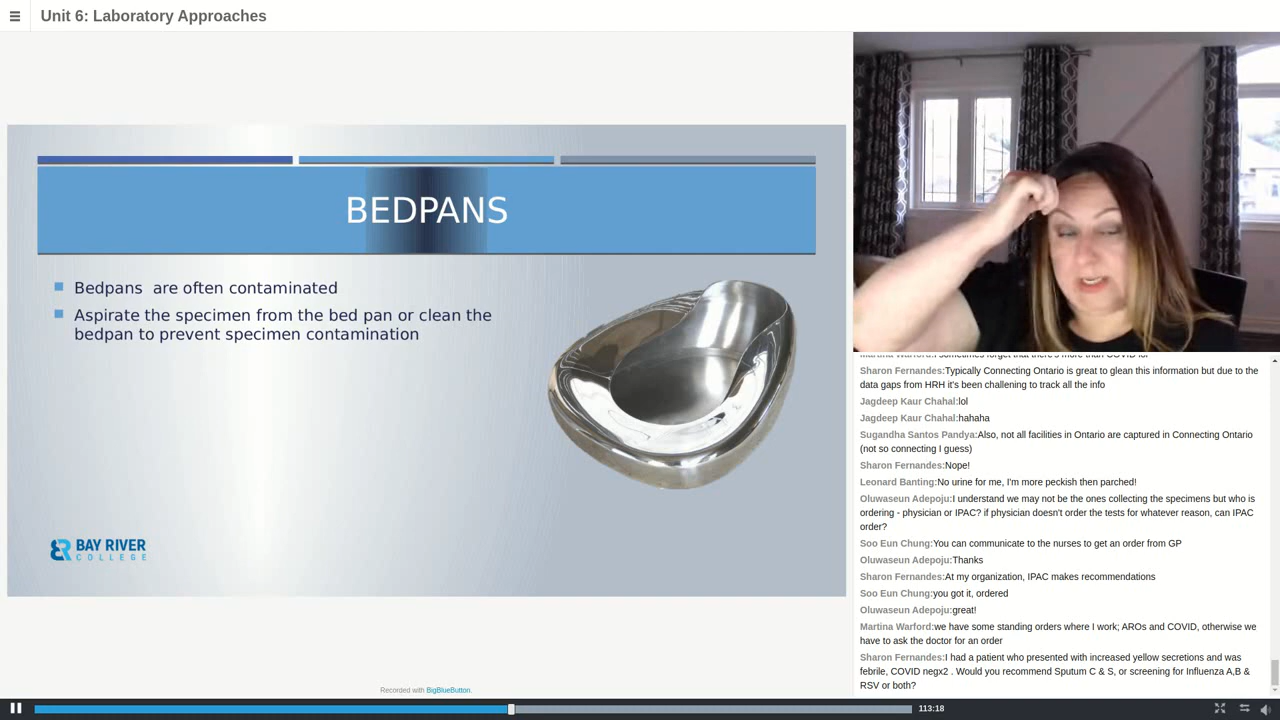 Unit 6: Laboratory Approaches
BEDPANS
Bedpans are often contaminated
Aspirate the specimen from the bed pan or clean the
bedpan to prevent specimen contamination
BAY RIVER
COLLEGE
Recorded with BigBlueButton.
Martina Warford:I sometimes forget that there's more than COVID lol
Sharon Fernandes:Typically Connecting Ontario is great to glean this information but due to the
data gaps from HRH it's been challening to track all the info
Jagdeep Kaur Chahal:lol
Jagdeep Kaur Chahal:hahaha
Sugandha Santos Pandya:Also, not all facilities in Ontario are captured in Connecting Ontario
(not so connecting I guess)
Sharon Fernandes:Nope!
Leonard Banting:No urine for me, I'm more peckish then parched!
Oluwaseun Adepoju:I understand we may not be the ones collecting the specimens but who is
ordering - physician or IPAC? if physician doesn't order the tests for whatever reason, can IPAC
order?
Soo Eun Chung:You can communicate to the nurses to get an order from GP
Oluwaseun Adepoju:Thanks
Sharon Fernandes:At my organization, IPAC makes recommendations
Soo Eun Chung:you got it, ordered
Oluwaseun Adepoju:great!
Martina Warford:we have some standing orders where I work; AROs and COVID, otherwise we
have to ask the doctor for an order
Sharon Fernandes:I had a patient who presented with increased yellow secretions and was
febrile, COVID negx2 . Would you recommend Sputum C & S, or screening for Influenza A,B &
RSV or both?
113:18